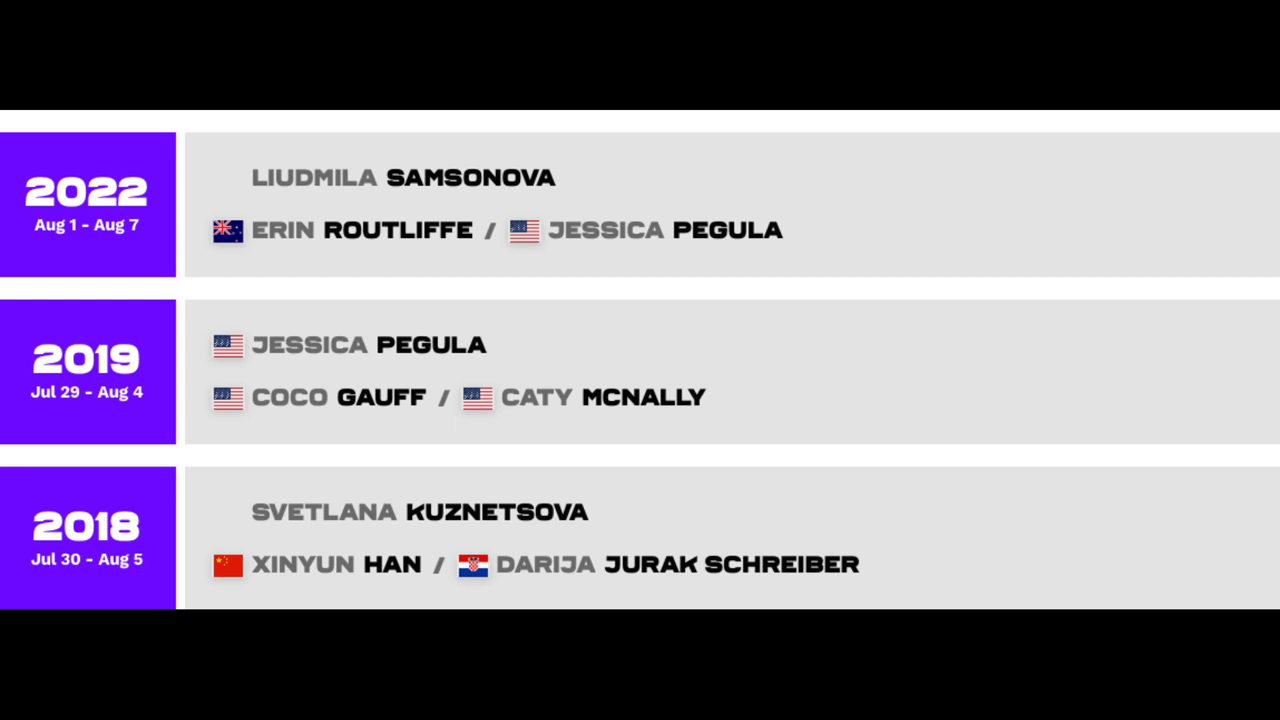 2022
Aug 1 - Aug 7
LIUDMILA SAMSONOVA
ERIN ROUTLIFFE / JESSICA PEGULA
2019
Jul 29 - Aug 4
JESSICA PEGULA
COCO GAUFF / CATY MCNALLY
2018
Jul 30 - Aug 5
SVETLANA KUZNETSOVA
XINYUN HAN / DARIJA JURAK SCHREIBER